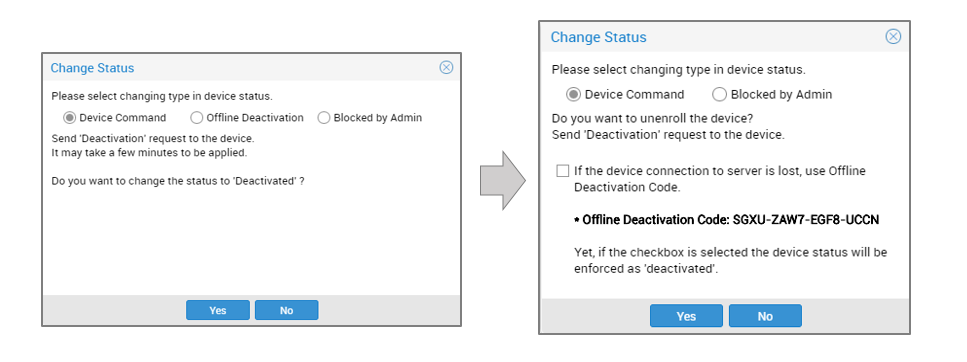 Change Status
Please select changing type in device status.
Device Command Offline Deactivation Blocked by Admin
Send 'Deactivation' request to the device.
It may take a few minutes to be applied.
Do you want to change the status to 'Deactivated' ?
Yes No
Change Status
Please select changing type in device status.
Device Command Blocked by Admin
Do you want to unenroll the device?
Send 'Deactivation' request to the device.
If the device connection to server is lost, use Offline
Deactivation Code.
* Offline Deactivation Code: SGXU-ZAW7-EGF8-UCCN
Yet, if the checkbox is selected the device status will be
enforced as 'deactivated'.
Yes No